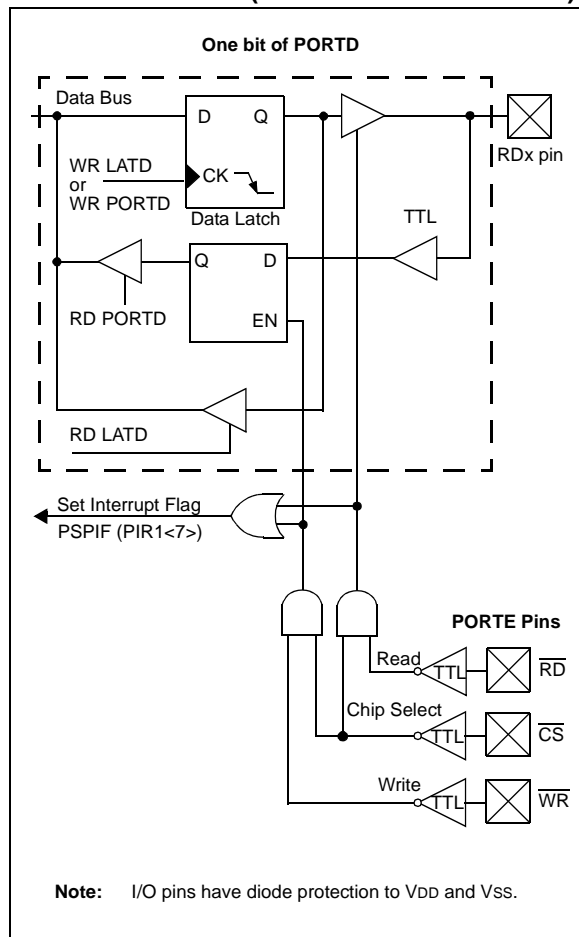 One bit of PORTD
Data Bus
D Q
RDx pin
WR LATD
or
WR PORTD
CK
Data Latch
TTL
Q D
EN
RD PORTD
RD LATD
Set Interrupt Flag
PSPIF (PIR1<7>)
PORTE Pins
Read
TTL
RD
Chip Select
TTL
CS
Write
TTL
WR
Note: I/O pins have diode protection to VDD and VSS.